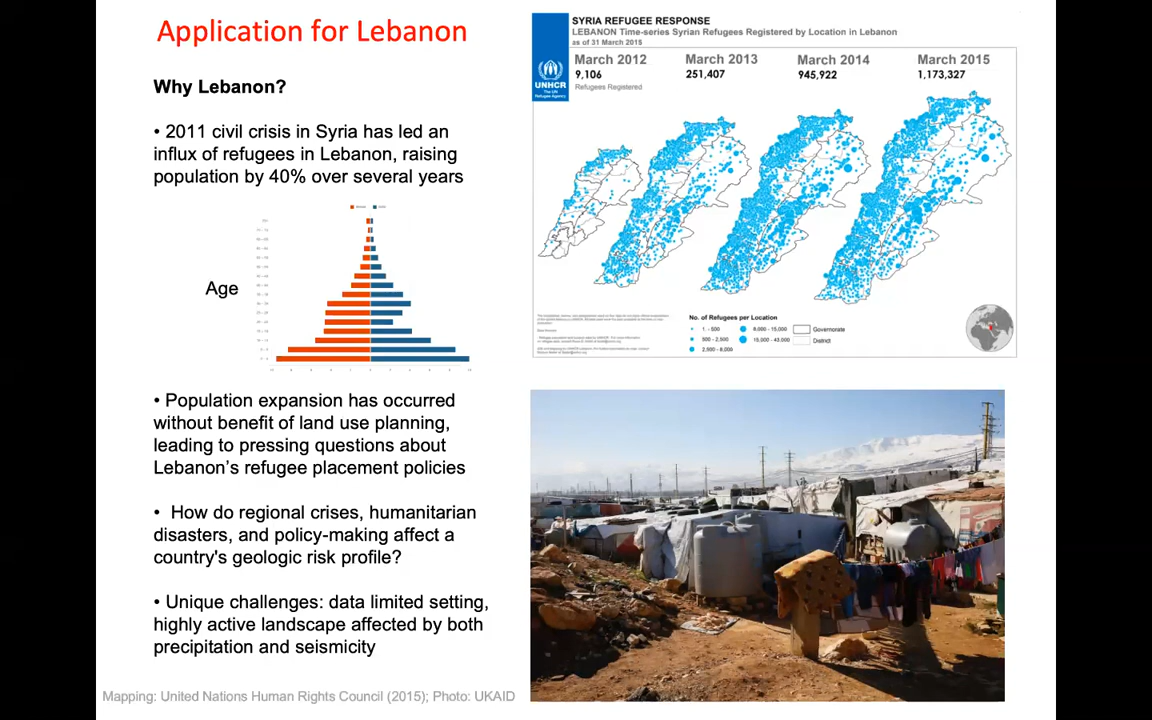 Application for Lebanon
Why Lebanon?
• 2011 civil crisis in Syria has led an
influx of refugees in Lebanon, raising
population by 40% over several years
Age
• Population expansion has occurred
without benefit of land use planning,
leading to pressing questions about
Lebanon's refugee placement policies
• How do regional crises, humanitarian
disasters, and policy-making affect a
country's geologic risk profile?
• Unique challenges: data limited setting,
highly active landscape affected by both
precipitation and seismicity
Mapping: United Nations Human Rights Council (2015); Photo: UKAID
SYRIA REFUGEE RESPONSE
LEBANON Time-series Syrian Refugees Registered by Location in Lebanon
as of 31 March 2015
UNHCR
The UN
Refugee Agency
March 2012
9,106
Refugees Registered
March 2013
251,407
March 2014
945,922
March 2015
1,173,327
No. of Refugees per Location
1 - 500
500 - 2,500
2,500 - 8,000
8,000 - 15,000
15,000 - 43,000
Governorate
District